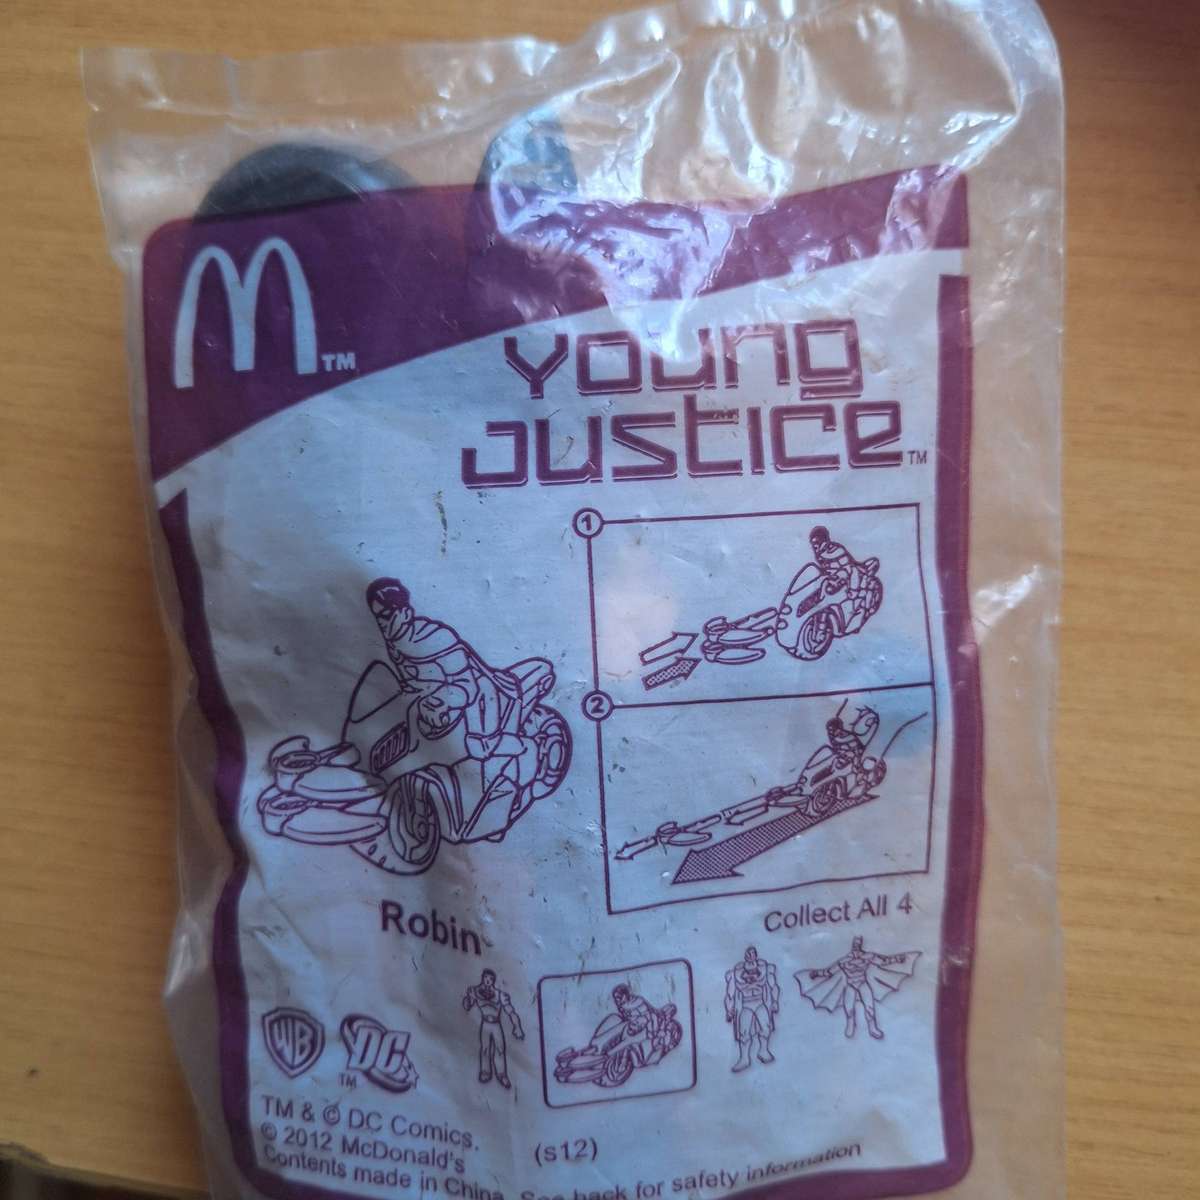 M TM
Young
Justice TM
1
2
Robin
Collect All 4
WB
DC TM
TM & © DC Comics.
© 2012 McDonald's
(s12)
Contents made in China. See back for safety information